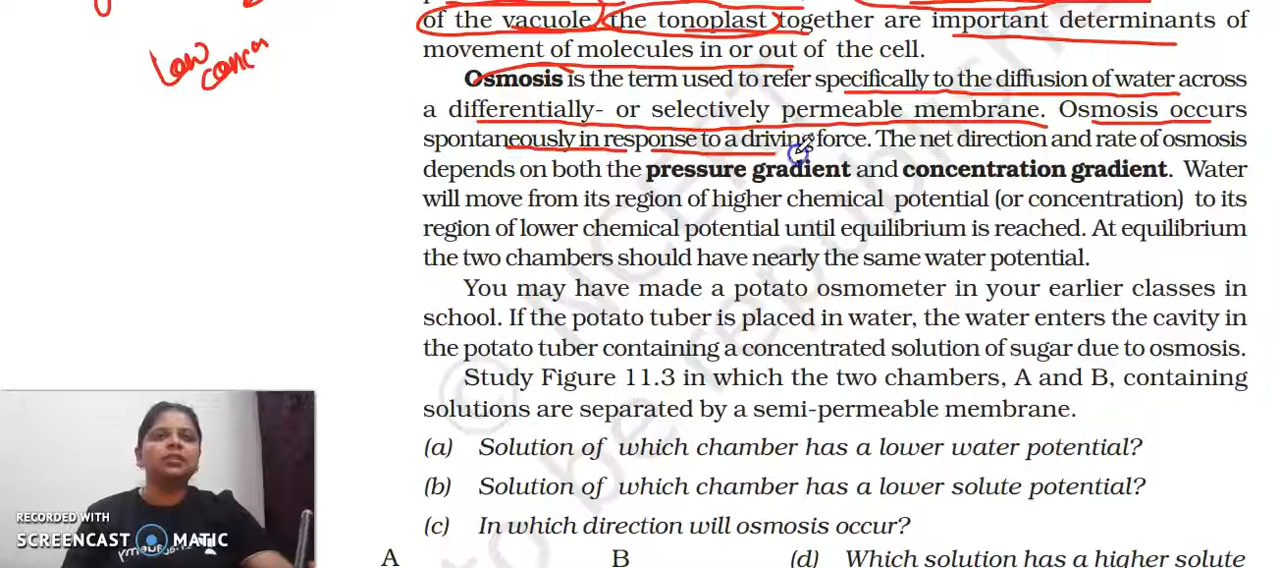 of the vacuole, the tonoplast together are important determinants of
movement of molecules in or out of the cell.
Low
conc
Osmosis is the term used to refer specifically to the diffusion of water across
a differentially- or selectively permeable membrane. Osmosis occurs
spontaneously in response to a driving force. The net direction and rate of osmosis
depends on both the pressure gradient and concentration gradient. Water
will move from its region of higher chemical potential (or concentration) to its
region of lower chemical potential until equilibrium is reached. At equilibrium
the two chambers should have nearly the same water potential.
You may have made a potato osmometer in your earlier classes in
school. If the potato tuber is placed in water, the water enters the cavity in
the potato tuber containing a concentrated solution of sugar due to osmosis.
Study Figure 11.3 in which the two chambers, A and B, containing
solutions are separated by a semi-permeable membrane.
(a) Solution of which chamber has a lower water potential?
(b) Solution of which chamber has a lower solute potential?
(c) In which direction will osmosis occur?
A B (d) Which solution has a higher solute
© NCERT
to be republished
RECORDED WITH
SCREENCAST MATIC